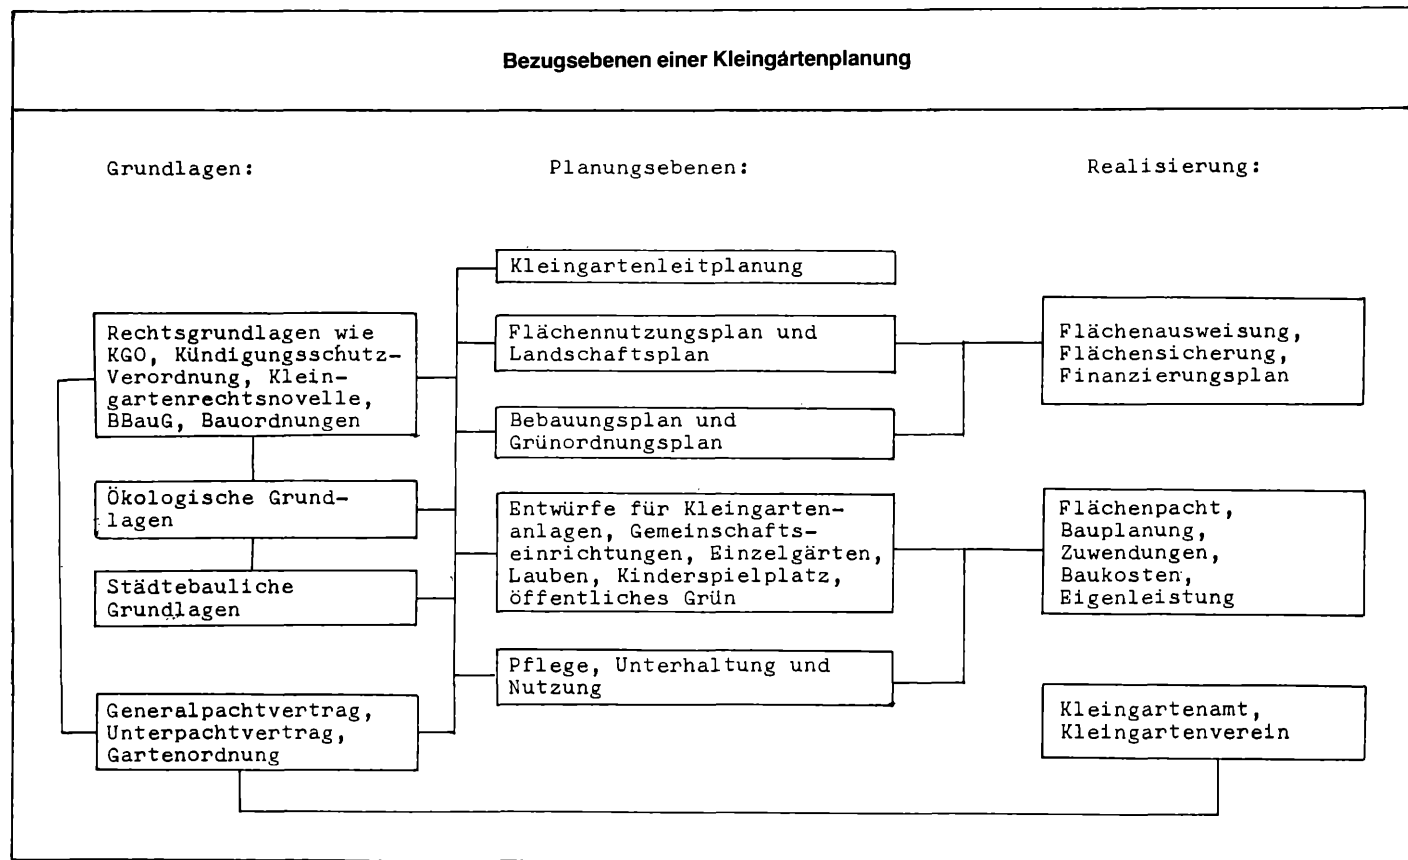 Bezugsebenen einer Kleingärtenplanung
Grundlagen:
Planungsebenen:
Realisierung:
Rechtsgrundlagen wie
KGO, Kündigungsschutz-
Verordnung, Klein-
gartenrechtsnovelle,
BBauG, Bauordnungen
Ökologische Grund-
lagen
Städtebauliche
Grundlagen
Generalpachtvertrag,
Unterpachtvertrag,
Gartenordnung
Kleingartenleitplanung
Flächennutzungsplan und
Landschaftsplan
Bebauungsplan und
Grünordnungsplan
Entwürfe für Kleingarten-
anlagen, Gemeinschafts-
einrichtungen, Einzelgärten,
Lauben, Kinderspielplatz,
öffentliches Grün
Pflege, Unterhaltung und
Nutzung
Flächenausweisung,
Flächensicherung,
Finanzierungsplan
Flächenpacht,
Bauplanung,
Zuwendungen,
Baukosten,
Eigenleistung
Kleingartenamt,
Kleingartenverein